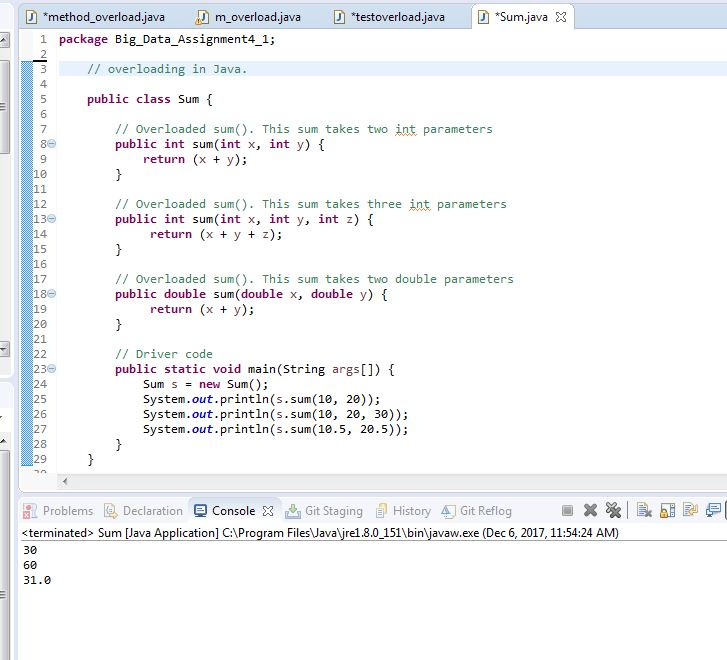 *method_overload.java m_overload.java *testoverload.java *Sum.java
1 package Big_Data_Assignment4_1;
2
3 // overloading in Java.
4
5 public class Sum {
6
7 // Overloaded sum(). This sum takes two int parameters
8 public int sum(int x, int y) {
9 return (x + y);
10 }
11
12 // Overloaded sum(). This sum takes three int parameters
13 public int sum(int x, int y, int z) {
14 return (x + y + z);
15 }
16
17 // Overloaded sum(). This sum takes two double parameters
18 public double sum(double x, double y) {
19 return (x + y);
20 }
21
22 // Driver code
23 public static void main(String args[]) {
24 Sum s = new Sum();
25 System.out.println(s.sum(10, 20));
26 System.out.println(s.sum(10, 20, 30));
27 System.out.println(s.sum(10.5, 20.5));
28 }
29 }
30
Problems Declaration Console Git Staging History Git Reflog
<terminated> Sum [Java Application] C:\Program Files\Java\jre1.8.0_151\bin\javaw.exe (Dec 6, 2017, 11:54:24 AM)
30
60
31.0